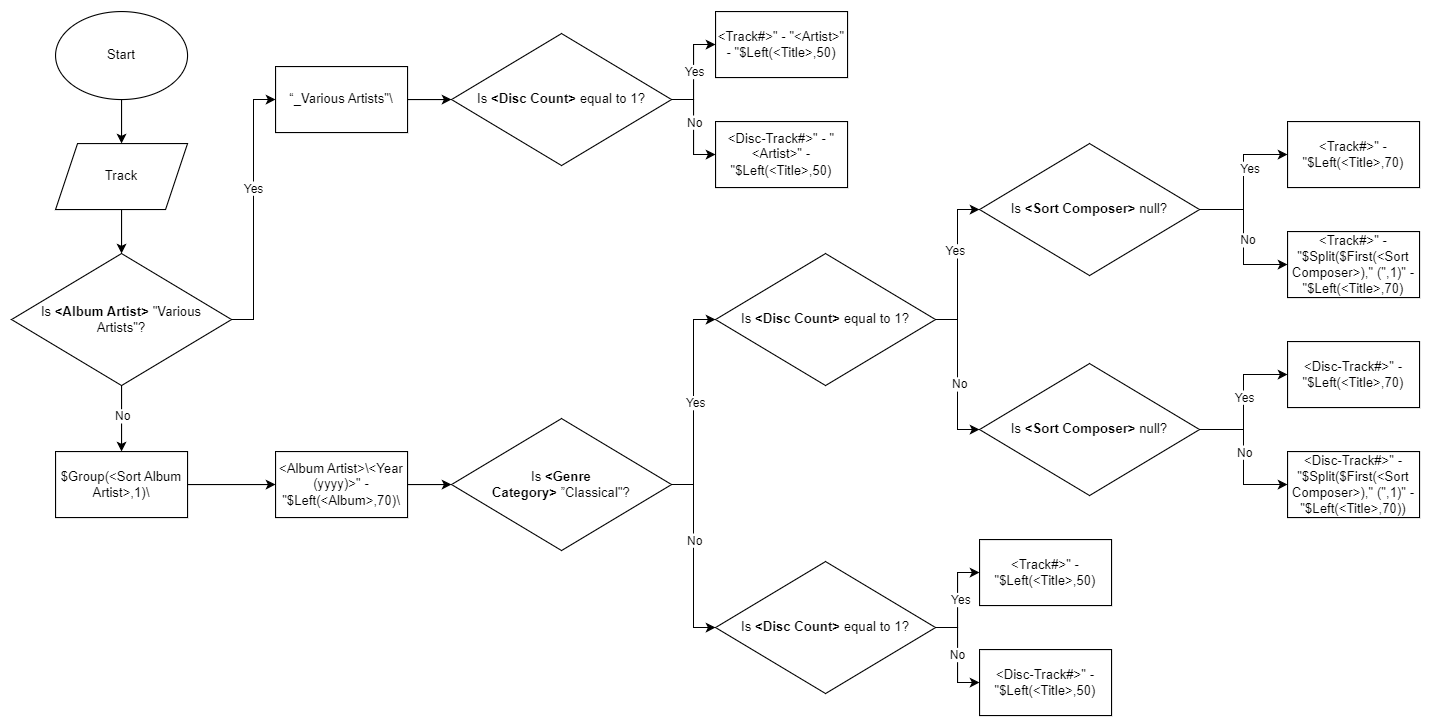 Start
Track
Is <Album Artist> "Various
Artists"?
Yes
No
“_Various Artists"\
Is <Disc Count> equal to 1?
Yes
No
<Track#>" - "<Artist>"
- "$Left(<Title>,50)
<Disc-Track#>" - "
<Artist>" -
"$Left(<Title>,50)
$Group(<Sort Album
Artist>,1)\
<Album Artist>\<Year
(yyyy)>" -
"$Left(<Album>,70)\
Is <Genre
Category> "Classical"?
Yes
No
Is <Disc Count> equal to 1?
Yes
No
Is <Sort Composer> null?
Yes
No
<Track#>" -
"$Left(<Title>,70)
<Track#>" -
"$Split($First(<Sort
Composer>)," (",1)" -
"$Left(<Title>,70)
Is <Sort Composer> null?
Yes
No
<Disc-Track#>" -
"$Left(<Title>,70)
<Disc-Track#>" -
"$Split($First(<Sort
Composer>)," (",1)" -
"$Left(<Title>,70))
Is <Disc Count> equal to 1?
Yes
No
<Track#>" -
"$Left(<Title>,50)
<Disc-Track#>" -
"$Left(<Title>,50)